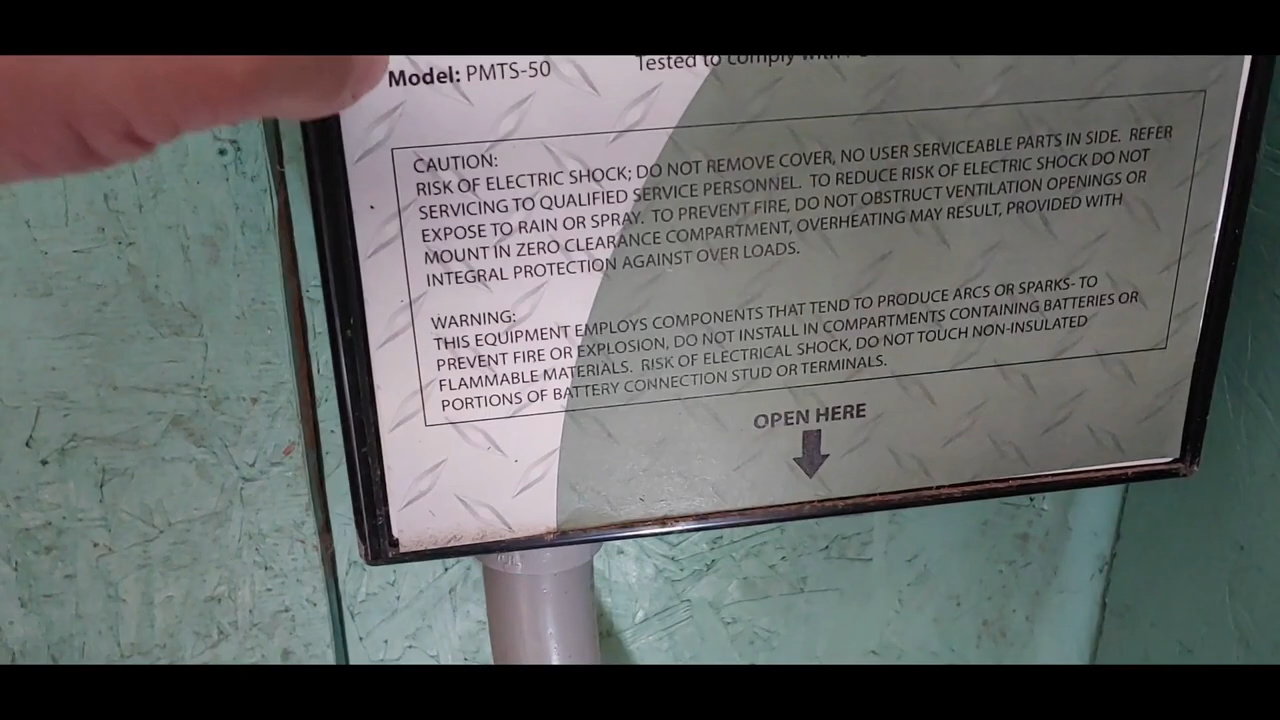 Model: PMTS-50
Tested to comply with
CAUTION:
RISK OF ELECTRIC SHOCK; DO NOT REMOVE COVER, NO USER SERVICEABLE PARTS IN SIDE. REFER
SERVICING TO QUALIFIED SERVICE PERSONNEL. TO REDUCE RISK OF ELECTRIC SHOCK DO NOT
EXPOSE TO RAIN OR SPRAY. TO PREVENT FIRE, DO NOT OBSTRUCT VENTILATION OPENINGS OR
MOUNT IN ZERO CLEARANCE COMPARTMENT, OVERHEATING MAY RESULT, PROVIDED WITH
INTEGRAL PROTECTION AGAINST OVER LOADS.
WARNING:
THIS EQUIPMENT EMPLOYS COMPONENTS THAT TEND TO PRODUCE ARCS OR SPARKS- TO
PREVENT FIRE OR EXPLOSION, DO NOT INSTALL IN COMPARTMENTS CONTAINING BATTERIES OR
FLAMMABLE MATERIALS. RISK OF ELECTRICAL SHOCK, DO NOT TOUCH NON-INSULATED
PORTIONS OF BATTERY CONNECTION STUD OR TERMINALS.
OPEN HERE